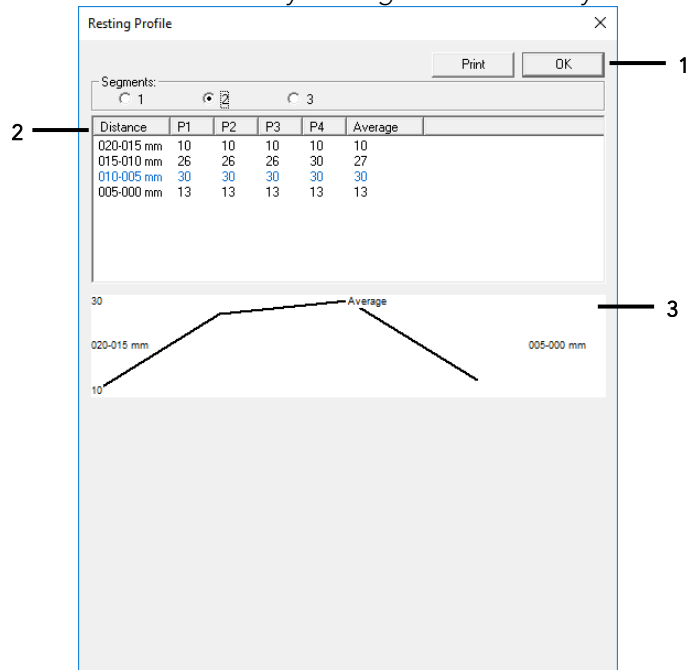 Resting Profile
Print OK 1
Segments:
1 2 3
2
Distance P1 P2 P3 P4 Average
020-015 mm 10 10 10 10 10
015-010 mm 26 26 26 30 27
010-005 mm 30 30 30 30 30
005-000 mm 13 13 13 13 13
30 Average 3
020-015 mm 005-000 mm
10